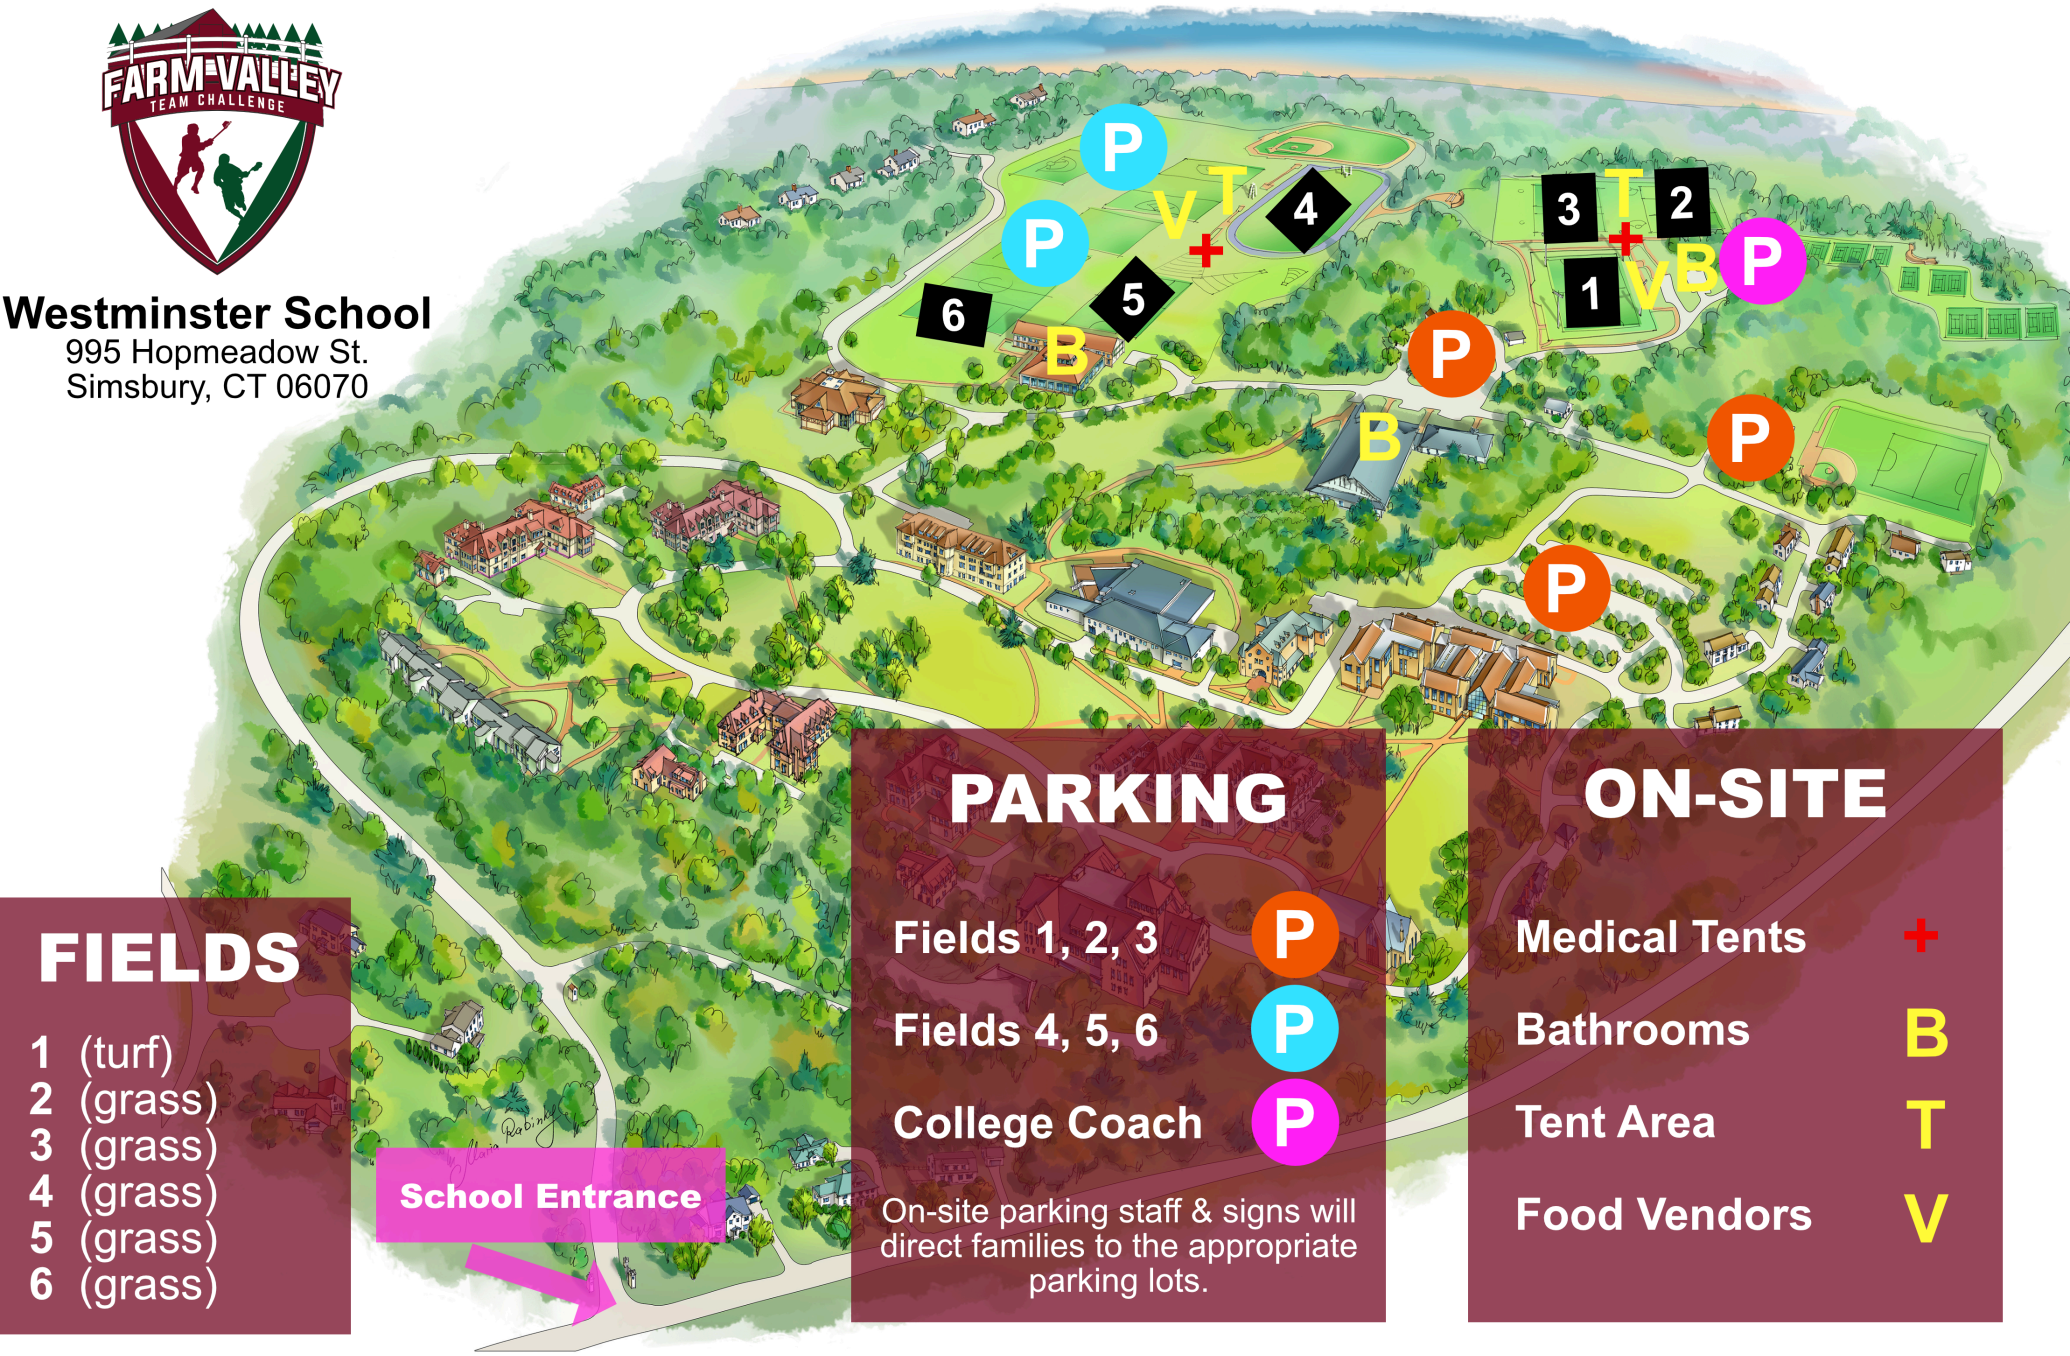 FARM VALLEY
TEAM CHALLENGE
Westminster School
995 Hopmeadow St.
Simsbury, CT 06070
P
P
V
T
4
6
5
B
3
T
2
1
V
B
P
P
B
P
P
FIELDS
1 (turf)
2 (grass)
3 (grass)
4 (grass)
5 (grass)
6 (grass)
Maria Rabinky
School Entrance
PARKING
Fields 1, 2, 3 P
Fields 4, 5, 6 P
College Coach P
On-site parking staff & signs will
direct families to the appropriate
parking lots.
ON-SITE
Medical Tents +
Bathrooms B
Tent Area T
Food Vendors V